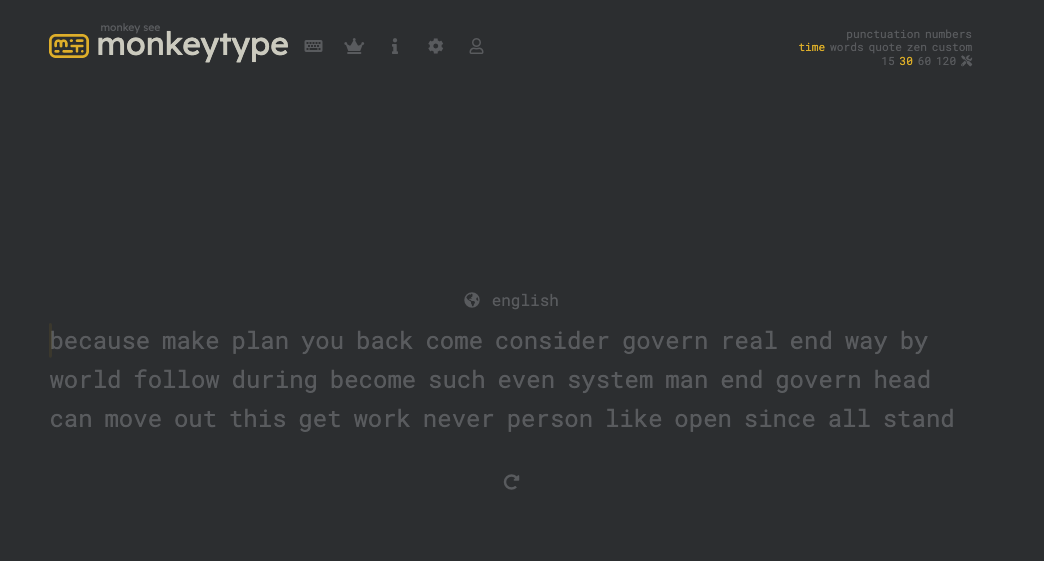 monkey see
monkeytype
punctuation numbers
time words quote zen custom
15 30 60 120
english
because make plan you back come consider govern real end way by
world follow during become such even system man end govern head
can move out this get work never person like open since all stand